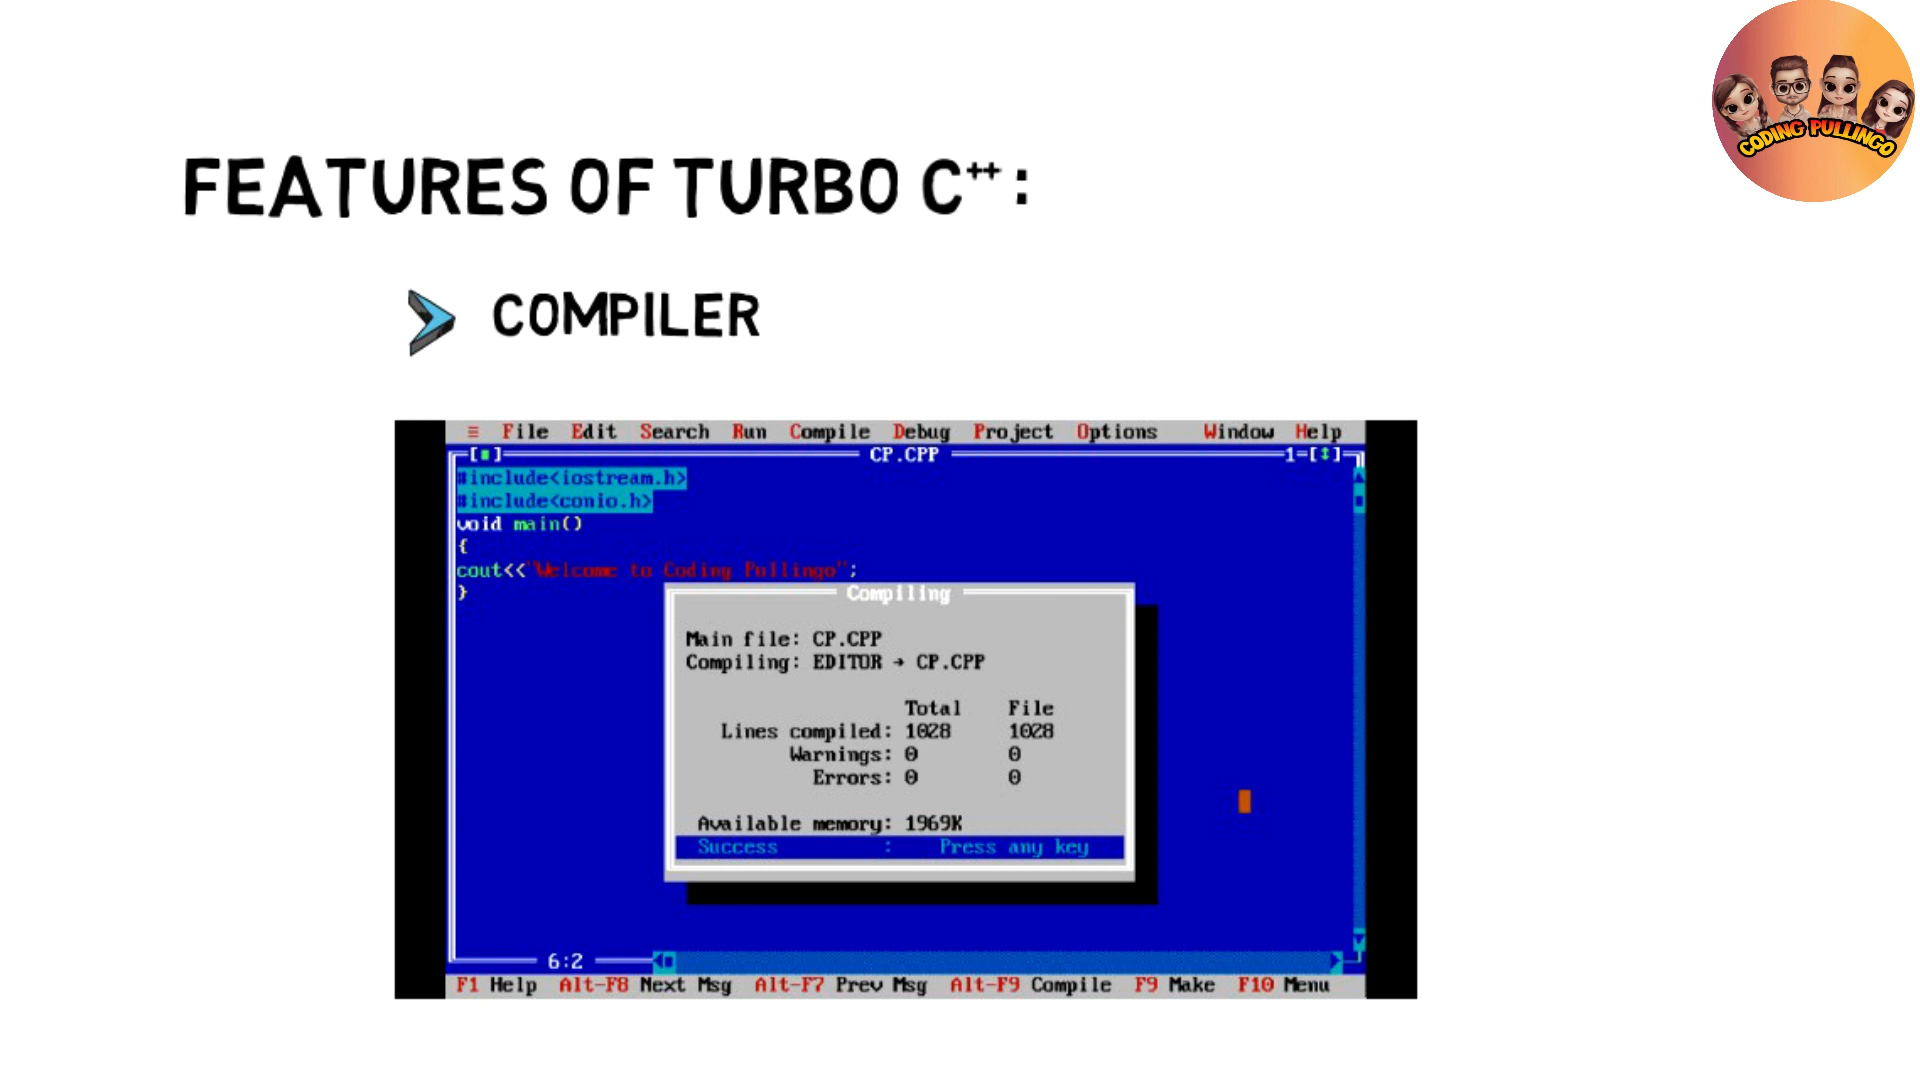 CODING PULLINGO
FEATURES OF TURBO C++:
COMPILER
≡ File Edit Search Run Compile Debug Project Options Window Help
[■] CP.CPP 1=[↕]
#include<iostream.h>
#include<conio.h>
void main()
{
cout<<"Welcome to Coding Pullingo";
}
Compiling
Main file: CP.CPP
Compiling: EDITOR → CP.CPP
Total File
Lines compiled: 1028 1028
Warnings: 0 0
Errors: 0 0
Available memory: 1969K
Success : Press any key
6:2
F1 Help Alt-F8 Next Msg Alt-F7 Prev Msg Alt-F9 Compile F9 Make F10 Menu